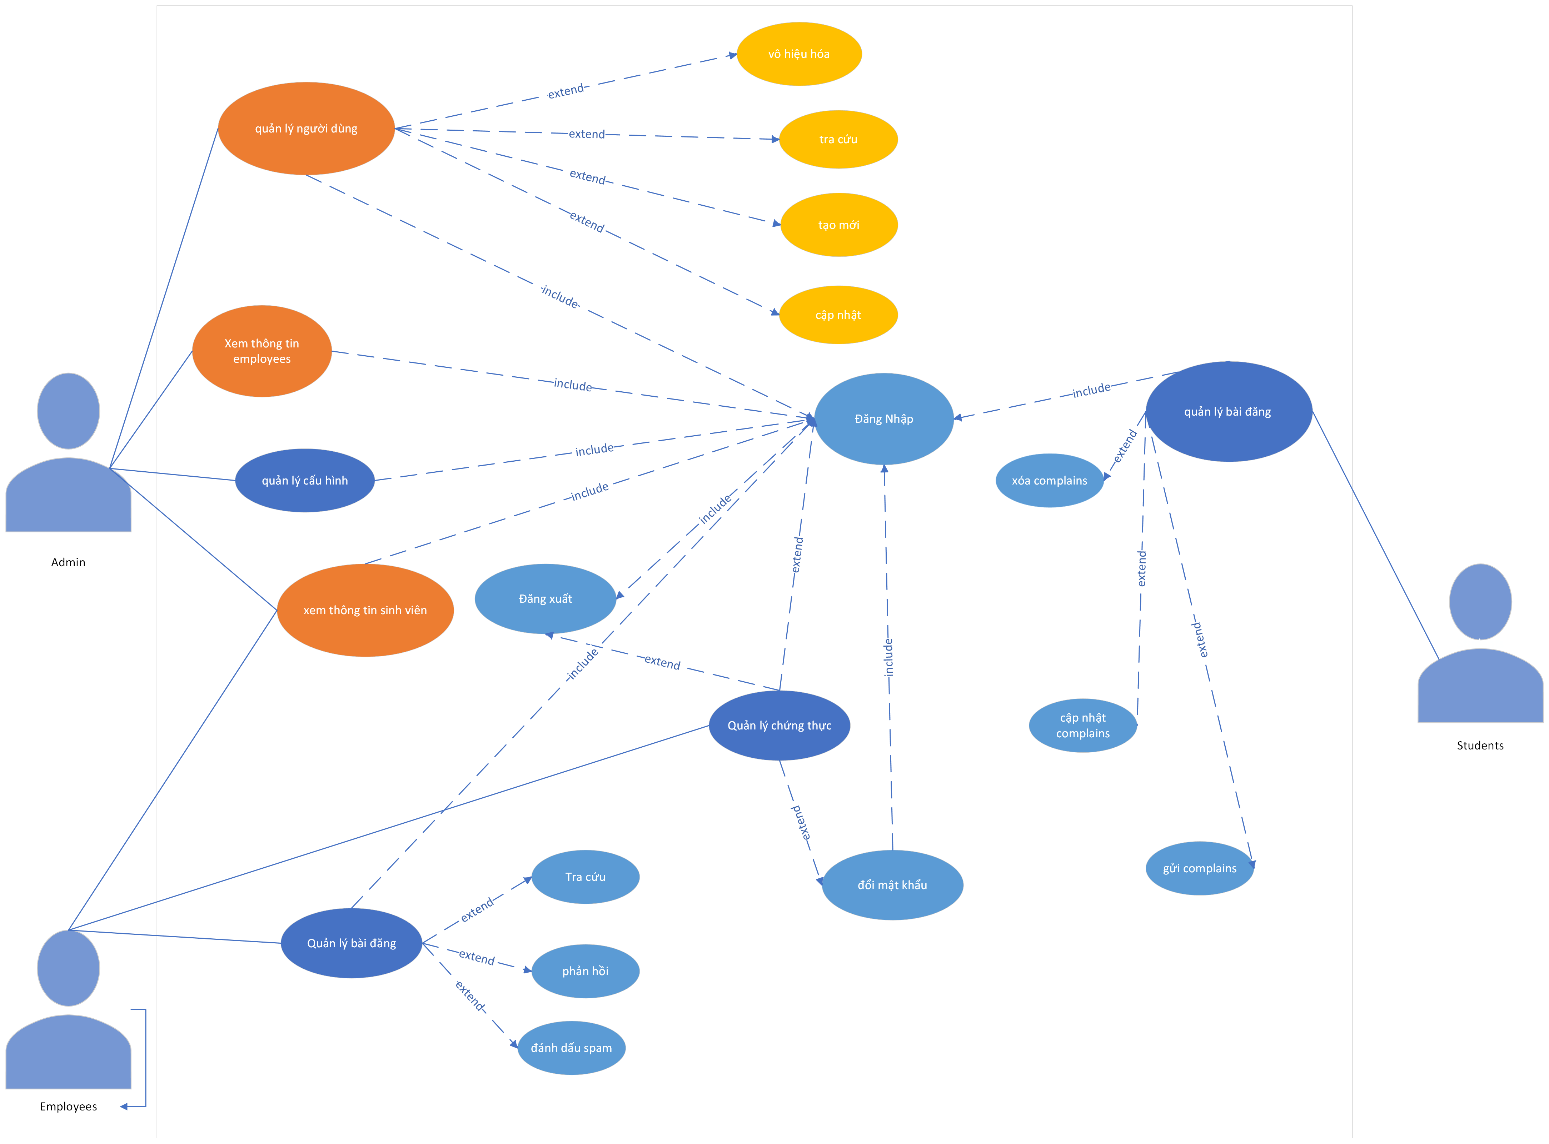 vô hiệu hóa
extend
quản lý người dùng
extend
tra cứu
extend
extend
tạo mới
include
cập nhật
Xem thông tin
employees
include
include
quản lý bài đăng
Đăng Nhập
extend
include
quản lý cấu hình
xóa complains
include
include
extend
extend
Admin
Đăng xuất
xem thông tin sinh viên
extend
include
include
extend
Quản lý chứng thực
cập nhật
complains
Students
extend
Tra cứu
đổi mật khẩu
gửi complains
extend
Quản lý bài đăng
extend
phản hồi
extend
đánh dấu spam
Employees